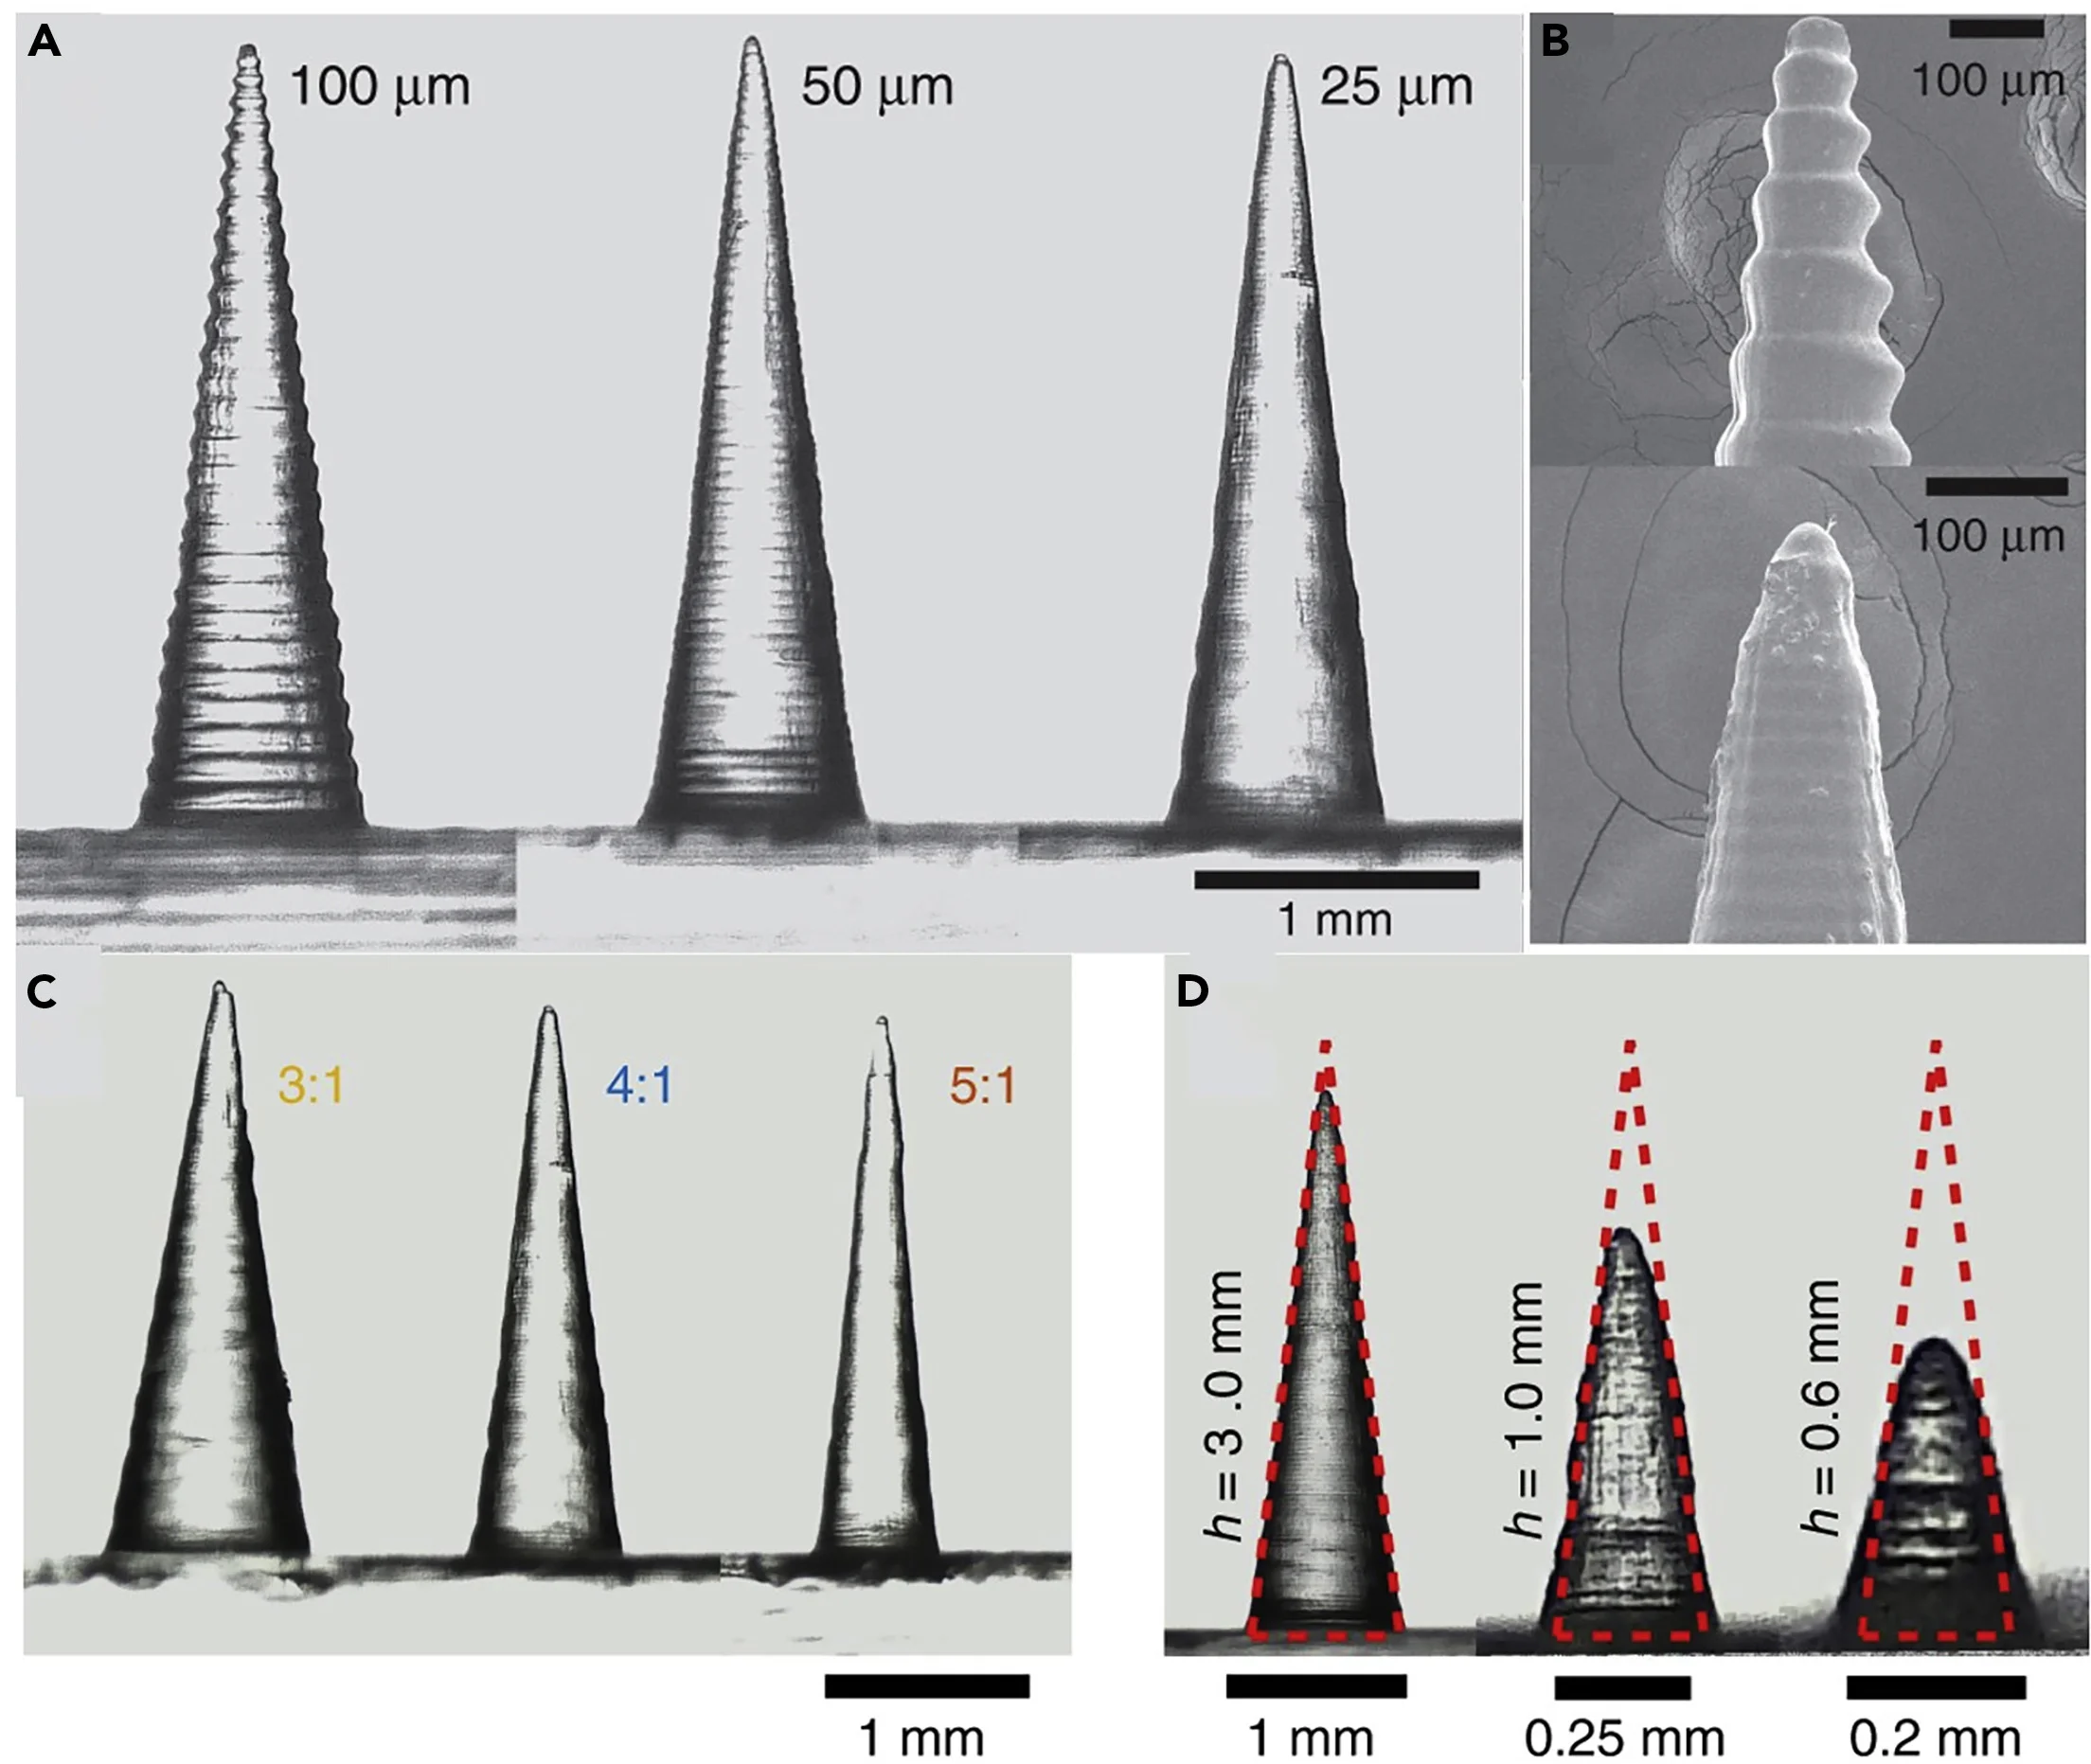 A
100 μm
50 μm
25 μm
1 mm
B
100 μm
100 μm
C
3:1
4:1
5:1
1 mm
D
h = 3 .0 mm
h = 1.0 mm
h = 0.6 mm
1 mm
0.25 mm
0.2 mm